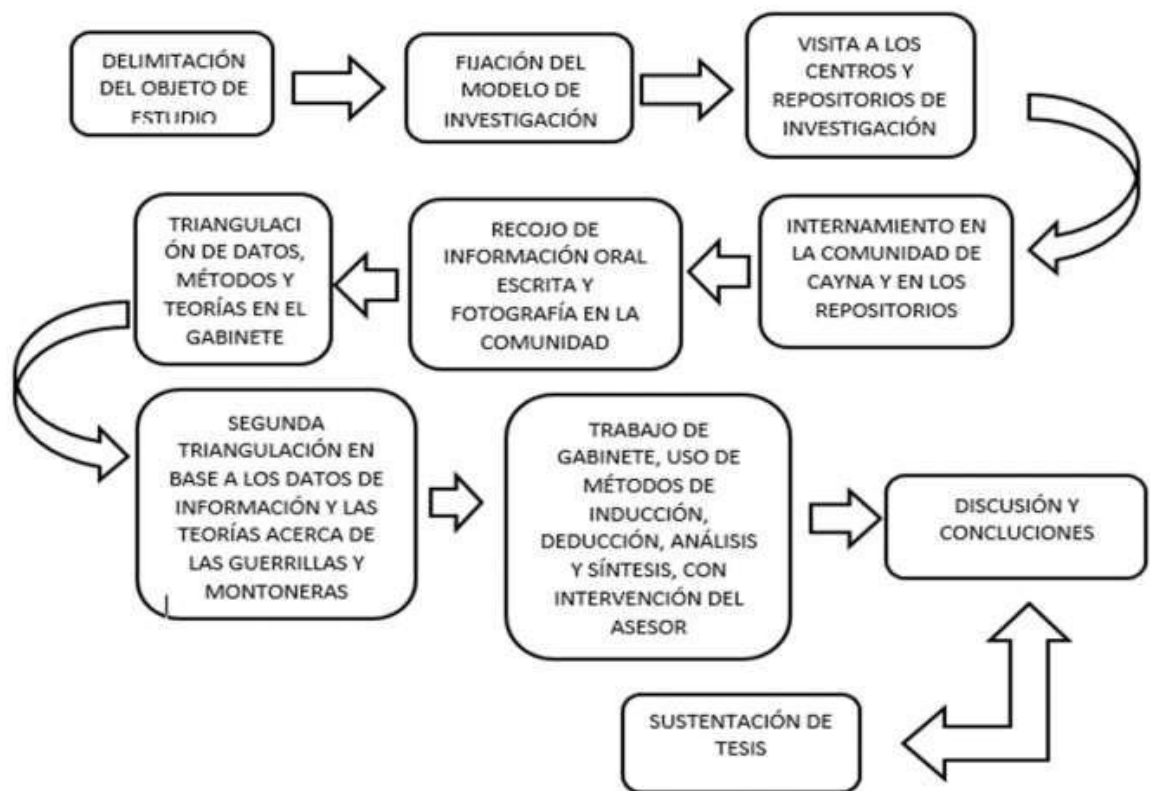 DELIMITACIÓN
DEL OBJETO DE
ESTUDIO
FIJACIÓN DEL
MODELO DE
INVESTIGACIÓN
VISITA A LOS
CENTROS Y
REPOSITORIOS DE
INVESTIGACIÓN
INTERNAMIENTO EN
LA COMUNIDAD DE
CAYNA Y EN LOS
REPOSITORIOS
RECOJO DE
INFORMACIÓN ORAL
ESCRITA Y
FOTOGRAFÍA EN LA
COMUNIDAD
TRIANGULACI
ÓN DE DATOS,
MÉTODOS Y
TEORÍAS EN EL
GABINETE
SEGUNDA
TRIANGULACIÓN EN
BASE A LOS DATOS DE
INFORMACIÓN Y LAS
TEORÍAS ACERCA DE
LAS GUERRILLAS Y
MONTONERAS
TRABAJO DE
GABINETE, USO DE
MÉTODOS DE
INDUCCIÓN,
DEDUCCIÓN, ANÁLISIS
Y SÍNTESIS, CON
INTERVENCIÓN DEL
ASESOR
DISCUSIÓN Y
CONCLUCIONES
SUSTENTACIÓN DE
TESIS